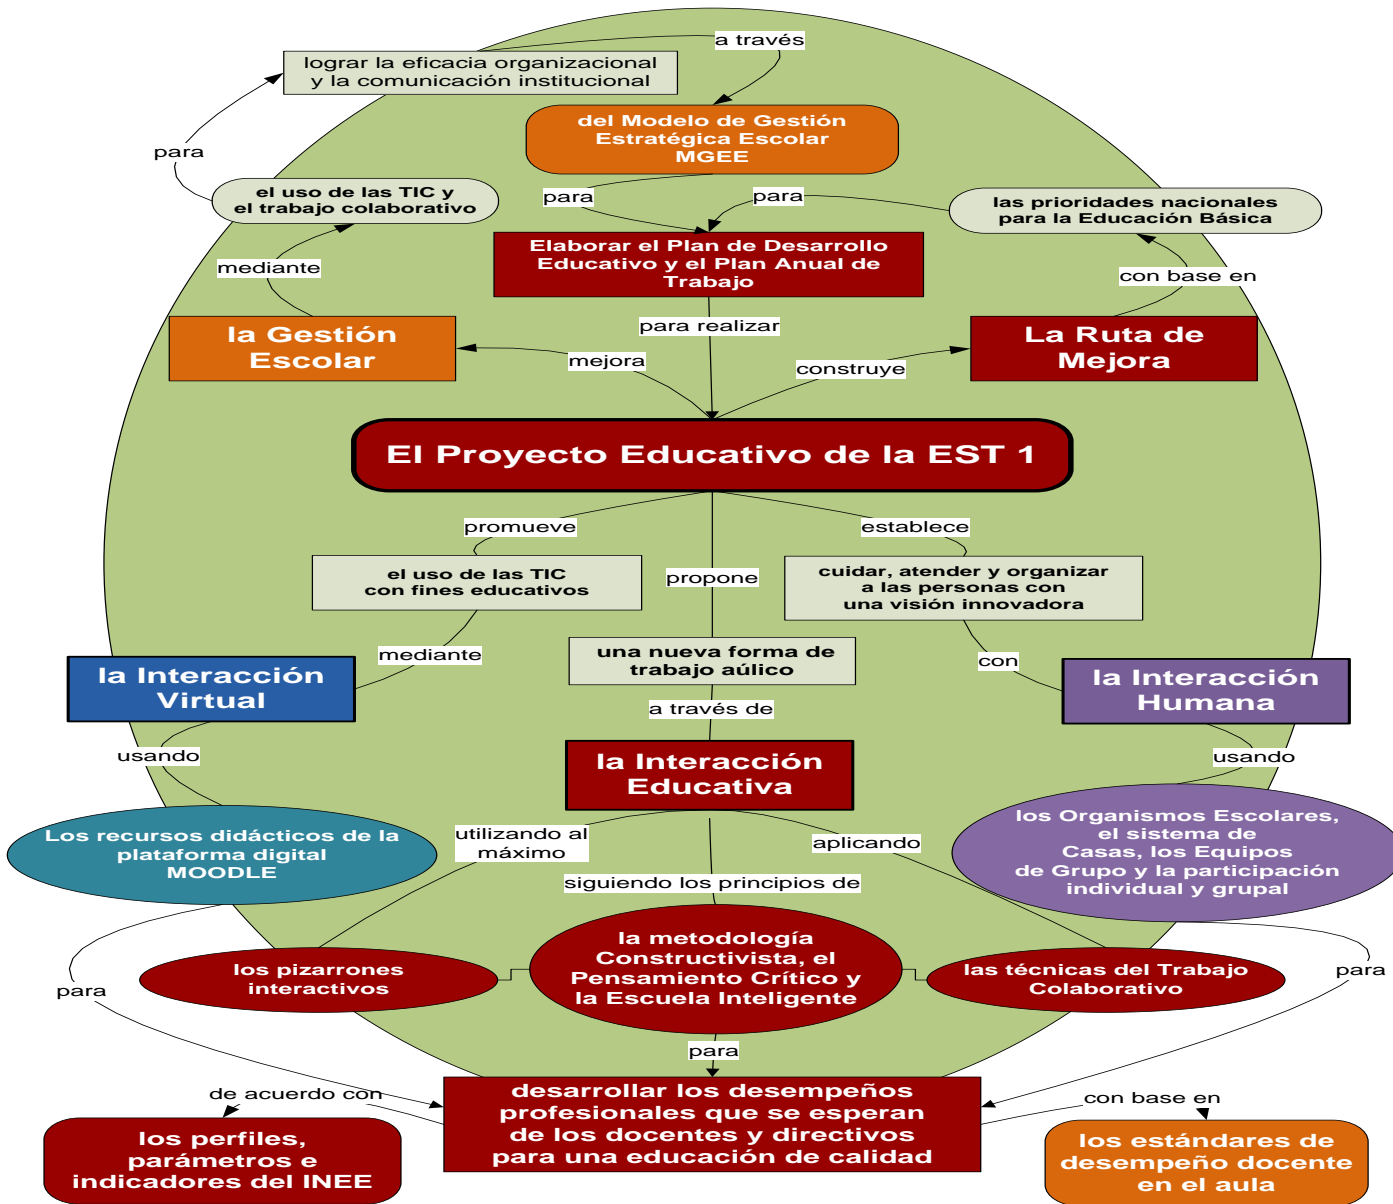 a través
lograr la eficacia organizacional
y la comunicación institucional
del Modelo de Gestión
Estratégica Escolar
MGEE
para
el uso de las TIC y
el trabajo colaborativo
para
para
las prioridades nacionales
para la Educación Básica
Elaborar el Plan de Desarrollo
Educativo y el Plan Anual de
Trabajo
mediante
con base en
la Gestión
Escolar
para realizar
La Ruta de
Mejora
mejora
construye
El Proyecto Educativo de la EST 1
promueve
establece
el uso de las TIC
con fines educativos
propone
cuidar, atender y organizar
a las personas con
una visión innovadora
mediante
una nueva forma de
trabajo aúlico
con
la Interacción
Virtual
la Interacción
Humana
a través de
usando
la Interacción
Educativa
usando
Los recursos didácticos de la
plataforma digital
MOODLE
utilizando al
máximo
aplicando
los Organismos Escolares,
el sistema de
Casas, los Equipos
de Grupo y la participación
individual y grupal
siguiendo los principios de
los pizarrones
interactivos
la metodología
Constructivista, el
Pensamiento Crítico y
la Escuela Inteligente
las técnicas del Trabajo
Colaborativo
para
para
para
de acuerdo con
desarrollar los desempeños
profesionales que se esperan
de los docentes y directivos
para una educación de calidad
con base en
los perfiles,
parámetros e
indicadores del INEE
los estándares de
desempeño docente
en el aula